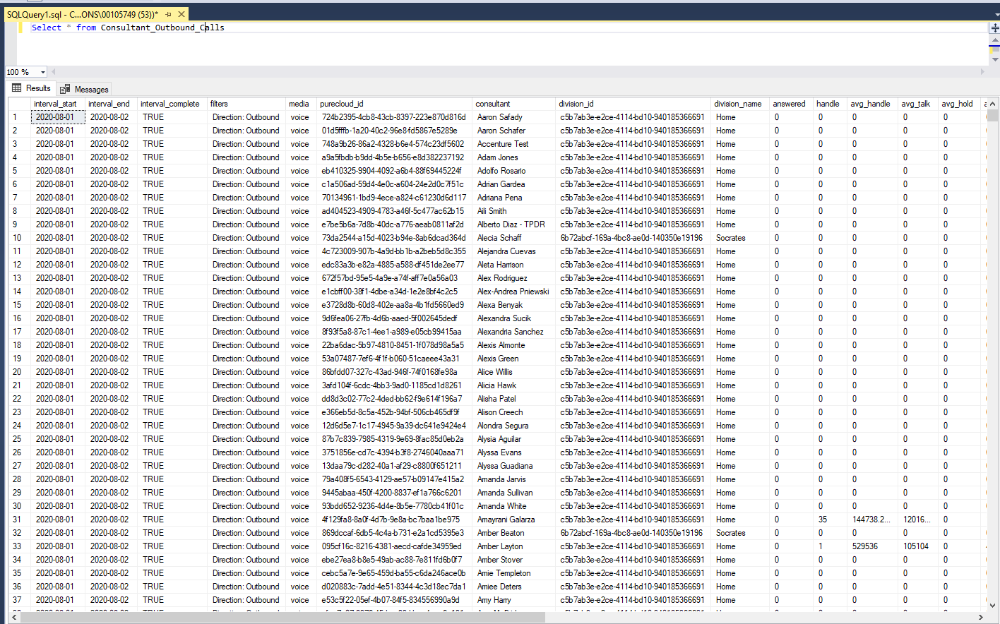 SQLQuery1.sql - C...ONS\00105749 (53))*
Select * from Consultant_Outbound_Calls
100 %
Results Messages
interval_start interval_end interval_complete filters media purecloud_id consultant division_id division_name answered handle avg_handle avg_talk avg_hold
1 2020-08-01 2020-08-02 TRUE Direction: Outbound voice 724b2395-4cb8-43cb-8397-223e870d816d Aaron Safady c5b7ab3e-e2ce-4114-bd10-940185366691 Home 0 0 0 0 0
2 2020-08-01 2020-08-02 TRUE Direction: Outbound voice 01d5fffb-1a20-40c2-96e8-fd5867e5289e Aaron Schafer c5b7ab3e-e2ce-4114-bd10-940185366691 Home 0 0 0 0 0
3 2020-08-01 2020-08-02 TRUE Direction: Outbound voice 748a9b26-86a2-4328-b6e4-574c23df5602 Accenture Test c5b7ab3e-e2ce-4114-bd10-940185366691 Home 0 0 0 0 0
4 2020-08-01 2020-08-02 TRUE Direction: Outbound voice a9a5fbdb-b9dd-4b5e-b656-e8d382237192 Adam Jones c5b7ab3e-e2ce-4114-bd10-940185366691 Home 0 0 0 0 0
5 2020-08-01 2020-08-02 TRUE Direction: Outbound voice eb410325-9904-4092-a6b4-88f69445224f Adolfo Rosario c5b7ab3e-e2ce-4114-bd10-940185366691 Home 0 0 0 0 0
6 2020-08-01 2020-08-02 TRUE Direction: Outbound voice c1a506ad-59d4-4e0c-a604-24e2d0c7f51c Adrian Gardea c5b7ab3e-e2ce-4114-bd10-940185366691 Home 0 0 0 0 0
7 2020-08-01 2020-08-02 TRUE Direction: Outbound voice 70134961-1bd9-4ece-a824-c61230d6d117 Adriana Pena c5b7ab3e-e2ce-4114-bd10-940185366691 Home 0 0 0 0 0
8 2020-08-01 2020-08-02 TRUE Direction: Outbound voice ad404523-4909-4783-a46f-5c477ac62b15 Aili Smith c5b7ab3e-e2ce-4114-bd10-940185366691 Home 0 0 0 0 0
9 2020-08-01 2020-08-02 TRUE Direction: Outbound voice e7be5b6a-7d8b-40dc-a776-aeab0811af2d Alberto Diaz - TPDR c5b7ab3e-e2ce-4114-bd10-940185366691 Home 0 0 0 0 0
10 2020-08-01 2020-08-02 TRUE Direction: Outbound voice 73da2544-a15d-4023-b94e-8ab6dcad364d Alecia Schaff 6b72abcf-169a-4bc8-ae0d-140350e19196 Socrates 0 0 0 0 0
11 2020-08-01 2020-08-02 TRUE Direction: Outbound voice 4c723009-907b-4a9d-bb1b-a2beb5d8c355 Alejandra Cuevas c5b7ab3e-e2ce-4114-bd10-940185366691 Home 0 0 0 0 0
12 2020-08-01 2020-08-02 TRUE Direction: Outbound voice edc83a3b-e82a-4885-a588-df451de2ee77 Aleta Harrison c5b7ab3e-e2ce-4114-bd10-940185366691 Home 0 0 0 0 0
13 2020-08-01 2020-08-02 TRUE Direction: Outbound voice 672f57bd-95e5-4a9e-a74f-aff7e0a56a03 Alex Rodriguez c5b7ab3e-e2ce-4114-bd10-940185366691 Home 0 0 0 0 0
14 2020-08-01 2020-08-02 TRUE Direction: Outbound voice e1cbff00-38f1-4dbe-a34d-1e2e8bf4c2c5 Alex-Andrea Pniewski c5b7ab3e-e2ce-4114-bd10-940185366691 Home 0 0 0 0 0
15 2020-08-01 2020-08-02 TRUE Direction: Outbound voice e3728d8b-60d8-402e-aa8a-4b1fd5660ed9 Alexa Benyak c5b7ab3e-e2ce-4114-bd10-940185366691 Home 0 0 0 0 0
16 2020-08-01 2020-08-02 TRUE Direction: Outbound voice 9d6fea06-27fb-4d6b-aaed-5f002645dedf Alexandra Sucik c5b7ab3e-e2ce-4114-bd10-940185366691 Home 0 0 0 0 0
17 2020-08-01 2020-08-02 TRUE Direction: Outbound voice 8f93f5a8-87c1-4ee1-a989-e05cb99415aa Alexandria Sanchez c5b7ab3e-e2ce-4114-bd10-940185366691 Home 0 0 0 0 0
18 2020-08-01 2020-08-02 TRUE Direction: Outbound voice 22ba6dac-5b97-4810-8451-1f078d98a5a5 Alexis Almonte c5b7ab3e-e2ce-4114-bd10-940185366691 Home 0 0 0 0 0
19 2020-08-01 2020-08-02 TRUE Direction: Outbound voice 53a07487-7ef6-4f1f-b060-51caeee43a31 Alexis Green c5b7ab3e-e2ce-4114-bd10-940185366691 Home 0 0 0 0 0
20 2020-08-01 2020-08-02 TRUE Direction: Outbound voice 86bfdd07-327c-43ad-946f-74f0168fe98a Alice Willis c5b7ab3e-e2ce-4114-bd10-940185366691 Home 0 0 0 0 0
21 2020-08-01 2020-08-02 TRUE Direction: Outbound voice 3afd104f-6cdc-4bb3-9ad0-1185cd1d8261 Alicia Hawk c5b7ab3e-e2ce-4114-bd10-940185366691 Home 0 0 0 0 0
22 2020-08-01 2020-08-02 TRUE Direction: Outbound voice dd8d3c02-77c2-4ded-bb62-f9e614f196a7 Alisha Patel c5b7ab3e-e2ce-4114-bd10-940185366691 Home 0 0 0 0 0
23 2020-08-01 2020-08-02 TRUE Direction: Outbound voice e366eb5d-8c5a-452b-94bf-506cb465df9f Alison Creech c5b7ab3e-e2ce-4114-bd10-940185366691 Home 0 0 0 0 0
24 2020-08-01 2020-08-02 TRUE Direction: Outbound voice 12d6d5e7-1c17-4945-9a39-dc641e9424e4 Alondra Segura c5b7ab3e-e2ce-4114-bd10-940185366691 Home 0 0 0 0 0
25 2020-08-01 2020-08-02 TRUE Direction: Outbound voice 87b7c839-7985-4319-9e69-8fac85d0eb2a Alysia Aguilar c5b7ab3e-e2ce-4114-bd10-940185366691 Home 0 0 0 0 0
26 2020-08-01 2020-08-02 TRUE Direction: Outbound voice 3751856e-cd7c-4394-b3f8-2746040aaa71 Alyssa Evans c5b7ab3e-e2ce-4114-bd10-940185366691 Home 0 0 0 0 0
27 2020-08-01 2020-08-02 TRUE Direction: Outbound voice 13daa79c-d282-40a1-af29-c8800f651211 Alyssa Guadiana c5b7ab3e-e2ce-4114-bd10-940185366691 Home 0 0 0 0 0
28 2020-08-01 2020-08-02 TRUE Direction: Outbound voice 79a408f5-6543-4129-ae57-b09147e415a2 Amanda Jarvis c5b7ab3e-e2ce-4114-bd10-940185366691 Home 0 0 0 0 0
29 2020-08-01 2020-08-02 TRUE Direction: Outbound voice 9445abaa-450f-4200-8837-ef1a766c6201 Amanda Sullivan c5b7ab3e-e2ce-4114-bd10-940185366691 Home 0 0 0 0 0
30 2020-08-01 2020-08-02 TRUE Direction: Outbound voice 93bdd652-9236-4d4e-8b5e-7780cb41f01c Amanda White c5b7ab3e-e2ce-4114-bd10-940185366691 Home 0 0 0 0 0
31 2020-08-01 2020-08-02 TRUE Direction: Outbound voice 4f129fa8-8a0f-4d7b-9e8a-bc7baa1be975 Amayrani Galarza c5b7ab3e-e2ce-4114-bd10-940185366691 Home 0 35 144738.2... 12016... 0
32 2020-08-01 2020-08-02 TRUE Direction: Outbound voice 869dccaf-6db5-4c4a-b731-e2a1cd5395e3 Amber Beaton 6b72abcf-169a-4bc8-ae0d-140350e19196 Socrates 0 0 0 0 0
33 2020-08-01 2020-08-02 TRUE Direction: Outbound voice 095cf16c-8216-4381-aecd-cafde34959ed Amber Layton c5b7ab3e-e2ce-4114-bd10-940185366691 Home 0 1 529536 105104 0
34 2020-08-01 2020-08-02 TRUE Direction: Outbound voice ebe27ea8-b8e5-49ab-ac88-7e811fd6b0f7 Amber Stover c5b7ab3e-e2ce-4114-bd10-940185366691 Home 0 0 0 0 0
35 2020-08-01 2020-08-02 TRUE Direction: Outbound voice cebc5a7e-9e65-459d-ba55-c6da246ace0b Amie Templeton c5b7ab3e-e2ce-4114-bd10-940185366691 Home 0 0 0 0 0
36 2020-08-01 2020-08-02 TRUE Direction: Outbound voice d020883c-7add-4e51-8344-4c3d18ec7da1 Amiee Deters c5b7ab3e-e2ce-4114-bd10-940185366691 Home 0 0 0 0 0
37 2020-08-01 2020-08-02 TRUE Direction: Outbound voice e53c5f22-05ef-4b07-84f5-834556990a9d Amy Harry c5b7ab3e-e2ce-4114-bd10-940185366691 Home 0 0 0 0 0